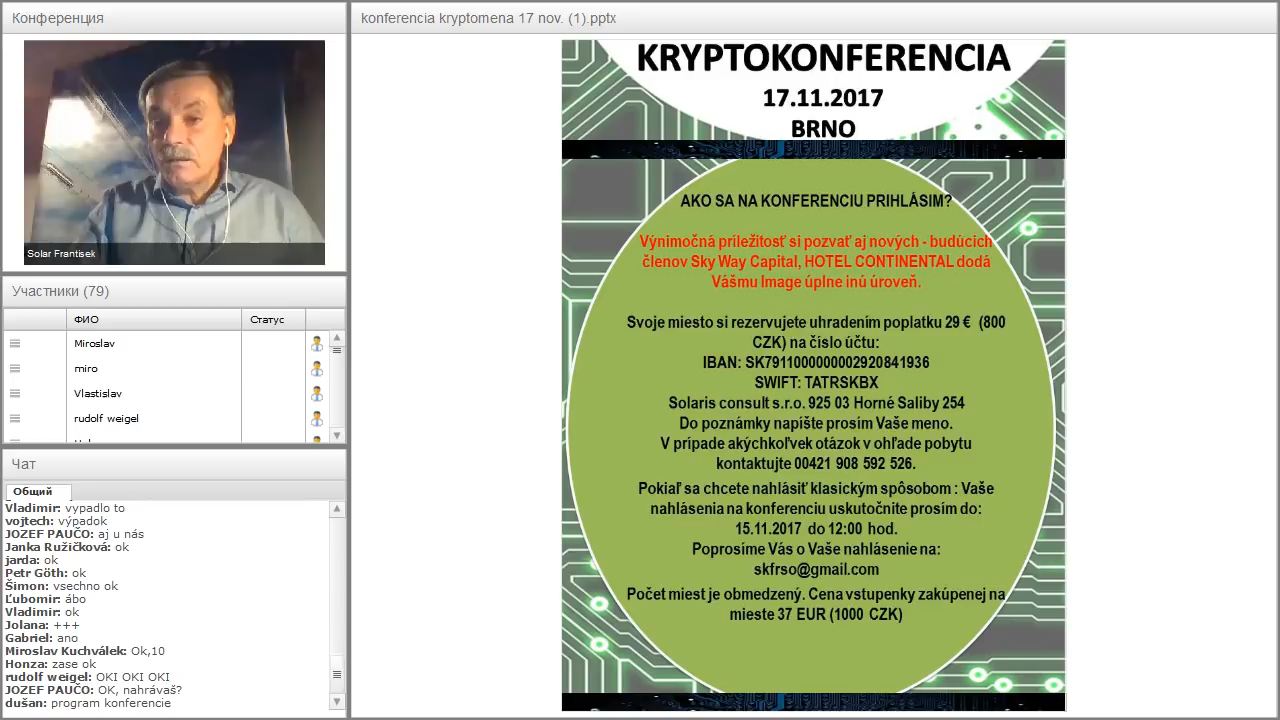 Конференция
Solar Frantisek
Участники (79)
ФИО
Статус
Miloslav
miro
Vladislav
rudolf weigel
Чат
Общий
Vladimir: vypadlo to
vojtech: výpadok
JOZEF PAUČO: aj u nás
Janka Ružičková: ok
jarda: ok
Petr Göth: ok
Šimon: vsechno ok
Ľubomir: ábo
Vladimir: ok
Jolana: +++
Gabriel: ano
Miroslav Kuchválek: Ok,10
Honza: zasa ok
rudolf weigel: OKI OKI OKI
JOZEF PAUČO: OK, nahrávaš?
konferencia kryptomena 17 nov. (1).pptx
KRYPTOKONFERENCIA
17.11.2017
BRNO
AKO SA NA KONFERENCIU PRIHLÁSIM?
Výnimočná príležitosť si pozvať aj nových - budúcich
členov Sky Way Capital, HOTEL CONTINENTAL dodá
Vášmu Image úplne inú úroveň.
Svoje miesto si rezervujete uhradením poplatku 29 € (800
CZK) na číslo účtu:
IBAN: SK7911000000002920841936
SWIFT: TATRSKBX
Solaris consult s.r.o. 925 03 Horné Saliby 254
Do poznámky napíšte prosím Vaše meno.
V prípade akýchkoľvek otázok v ohľade pobytu
kontaktujte 00421 908 592 526.
Pokiaľ sa chcete nahlásiť klasickým spôsobom : Vaše
nahlásenia na konferenciu uskutočnite prosím do:
15.11.2017 do 12:00 hod.
Poprosíme Vás o Vaše nahlásenie na:
skfrso@gmail.com
Počet miest je obmedzený. Cena vstupenky zakúpenej na
mieste 37 EUR (1000 CZK)